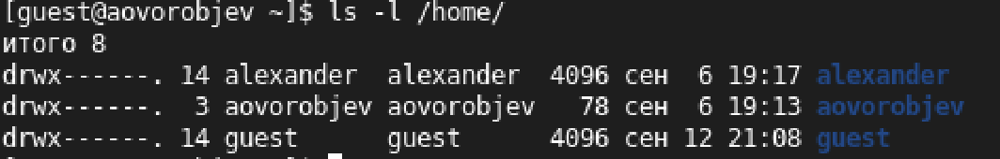 [guest@aovorobjev ~]$ ls -l /home/
итого 8
drwx------. 14 alexander  alexander  4096 сен  6 19:17 alexander
drwx------.  3 aovorobjev aovorobjev   78 сен  6 19:13 aovorobjev
drwx------. 14 guest      guest      4096 сен 12 21:08 guest